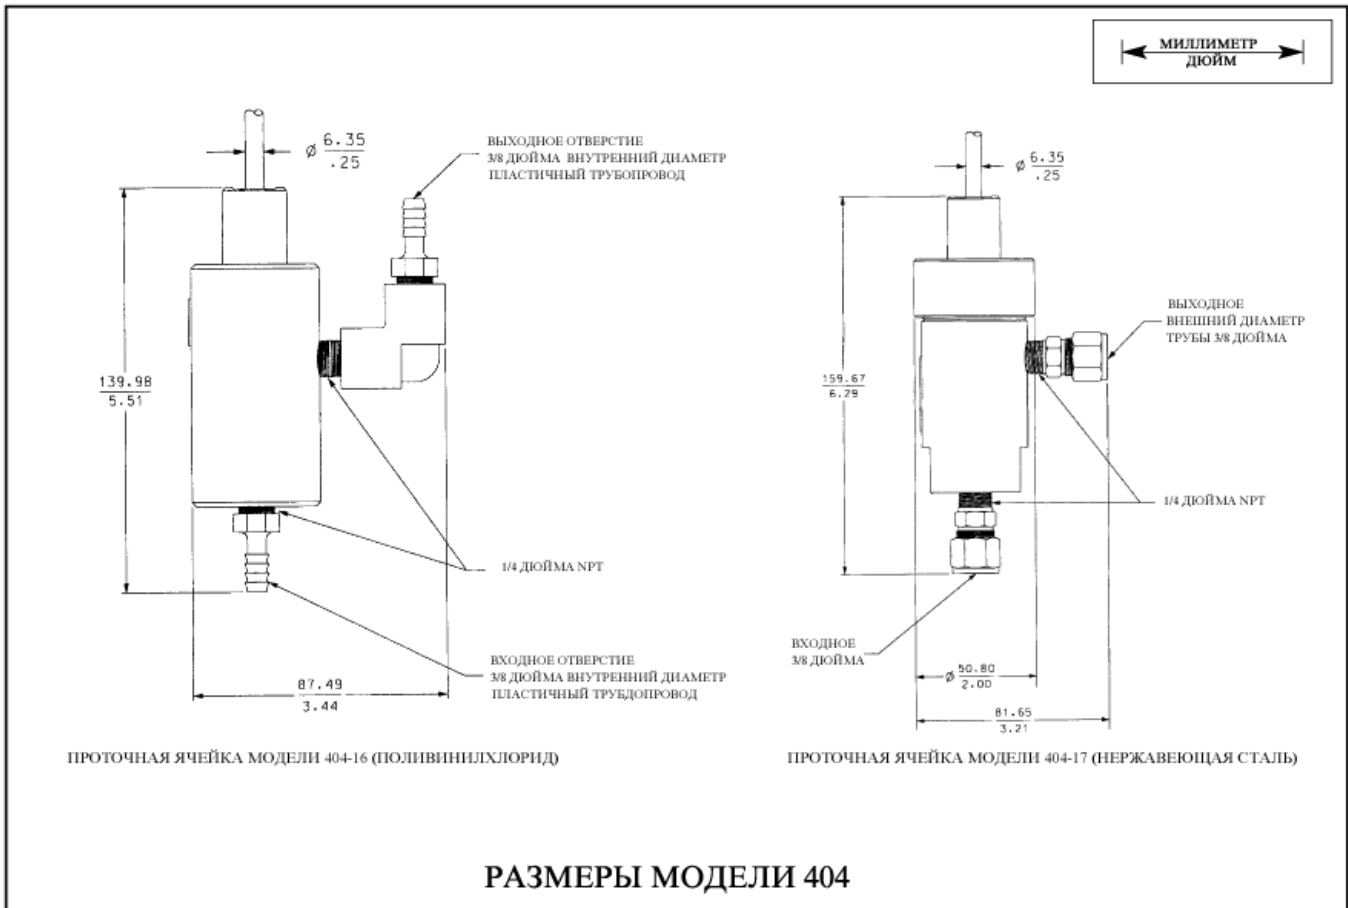 МИЛЛИМЕТР
ДЮЙМ
ø 6.35
.25
ВЫХОДНОЕ ОТВЕРСТИЕ
3/8 ДЮЙМА ВНУТРЕННИЙ ДИАМЕТР
ПЛАСТИЧНЫЙ ТРУБОПРОВОД
139.98
5.51
1/4 ДЮЙМА NPT
ВХОДНОЕ ОТВЕРСТИЕ
3/8 ДЮЙМА ВНУТРЕННИЙ ДИАМЕТР
ПЛАСТИЧНЫЙ ТРУБДОПРОВОД
87.49
3.44
ПРОТОЧНАЯ ЯЧЕЙКА МОДЕЛИ 404-16 (ПОЛИВИНИЛХЛОРИД)
ø 6.35
.25
ВЫХОДНОЕ
ВНЕШНИЙ ДИАМЕТР
ТРУБЫ 3/8 ДЮЙМА
159.67
6.29
1/4 ДЮЙМА NPT
ВХОДНОЕ
3/8 ДЮЙМА
ø 50.80
2.00
81.65
3.21
ПРОТОЧНАЯ ЯЧЕЙКА МОДЕЛИ 404-17 (НЕРЖАВЕЮЩАЯ СТАЛЬ)
РАЗМЕРЫ МОДЕЛИ 404